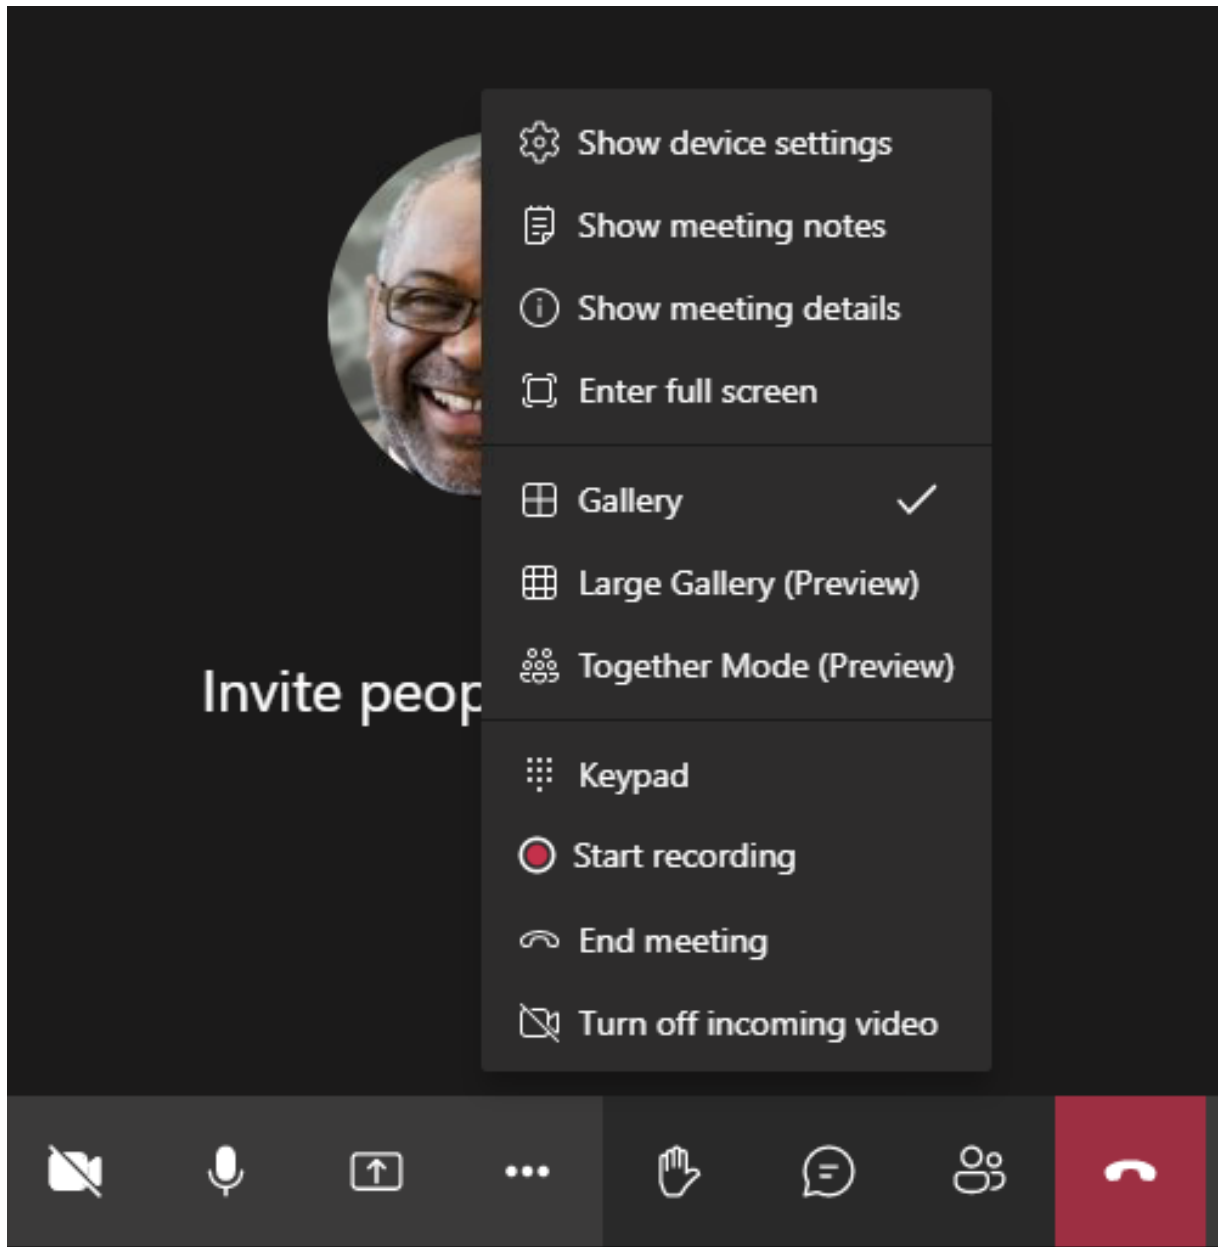 Show device settings
Show meeting notes
Show meeting details
Enter full screen
Gallery
Large Gallery (Preview)
Together Mode (Preview)
Invite
Keypad
Start recording
End meeting
Turn off incoming video